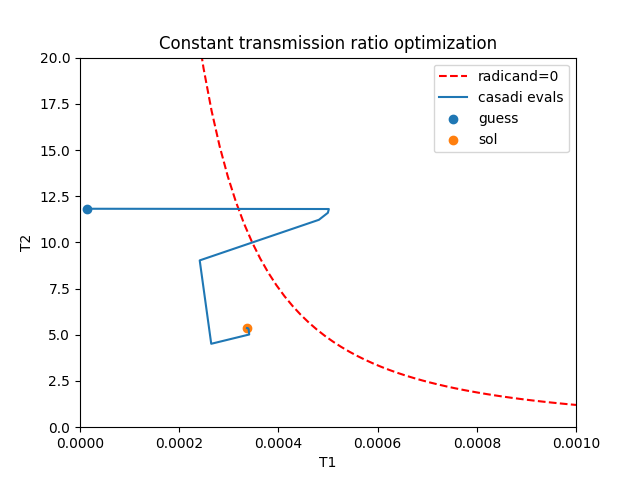 Constant transmission ratio optimization
20.0
17.5
15.0
12.5
10.0
7.5
5.0
2.5
0.0
T2
radicand=0
casadi evals
guess
sol
0.0000
0.0002
0.0004
0.0006
0.0008
0.0010
T1